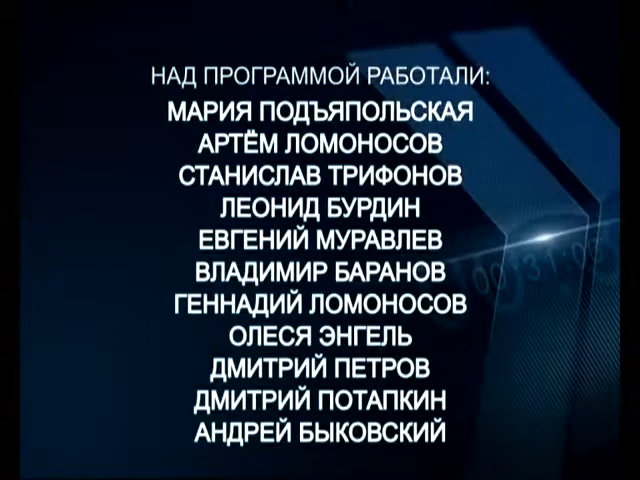 НАД ПРОГРАММОЙ РАБОТАЛИ:
МАРИЯ ПОДЪЯПОЛЬСКАЯ
АРТЁМ ЛОМОНОСОВ
СТАНИСЛАВ ТРИФОНОВ
ЛЕОНИД БУРДИН
ЕВГЕНИЙ МУРАВЛЕВ
ВЛАДИМИР БАРАНОВ
ГЕННАДИЙ ЛОМОНОСОВ
ОЛЕСЯ ЭНГЕЛЬ
ДМИТРИЙ ПЕТРОВ
ДМИТРИЙ ПОТАПКИН
АНДРЕЙ БЫКОВСКИЙ